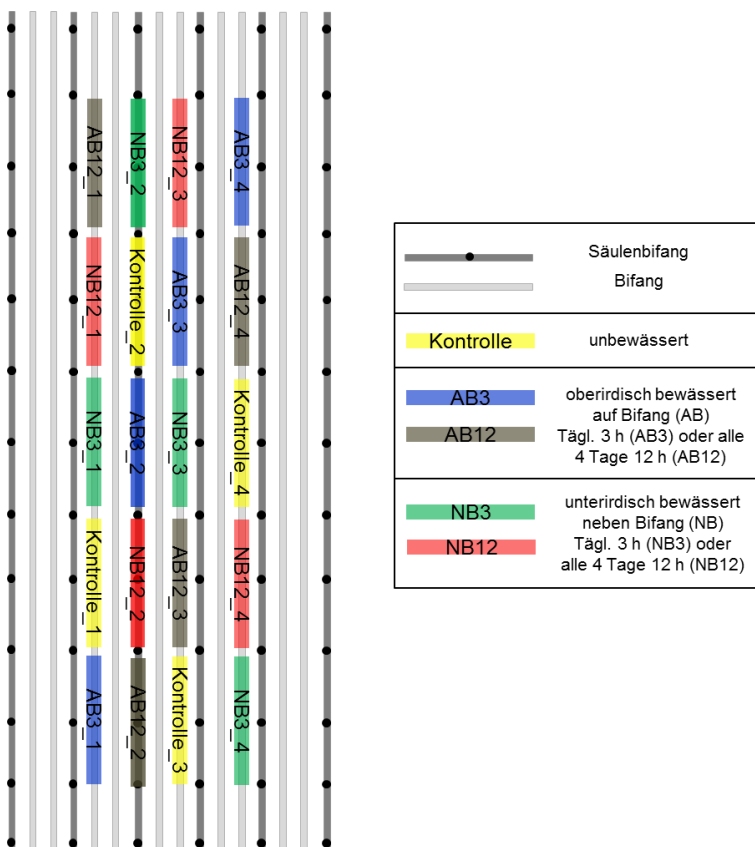 AB12_1
NB12_1
NB3_1
Kontrolle_1
AB3_1
NB3_2
Kontrolle_2
AB3_2
NB12_2
AB12_2
NB12_3
AB3_3
NB3_3
AB12_3
Kontrolle_3
AB3_4
AB12_4
Kontrolle_4
NB12_4
NB3_4
Säulenbifang
Bifang
Kontrolle
unbewässert
AB3
AB12
oberirdisch bewässert
auf Bifang (AB)
Tägl. 3 h (AB3) oder alle
4 Tage 12 h (AB12)
NB3
NB12
unterirdisch bewässert
neben Bifang (NB)
Tägl. 3 h (NB3) oder
alle 4 Tage 12 h (NB12)